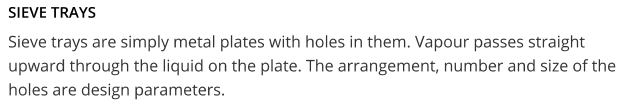 SIEVE TRAYS
Sieve trays are simply metal plates with holes in them. Vapour passes straight
upward through the liquid on the plate. The arrangement, number and size of the
holes are design parameters.